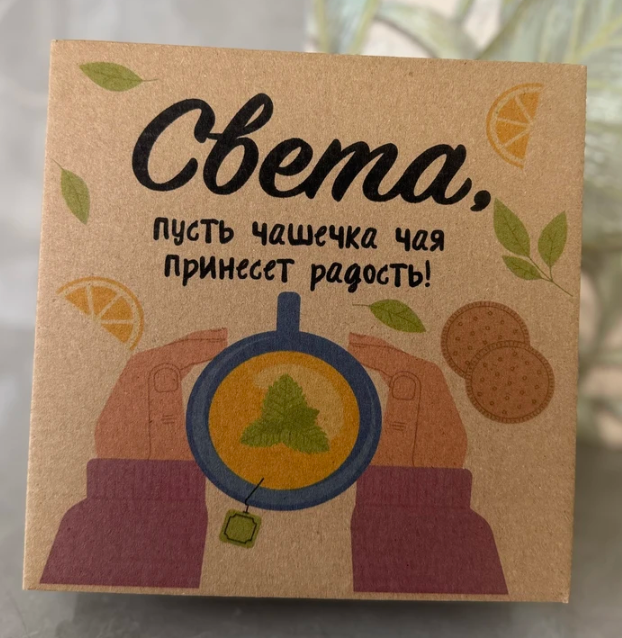 Света,
пусть чашечка чая
принесет радость!